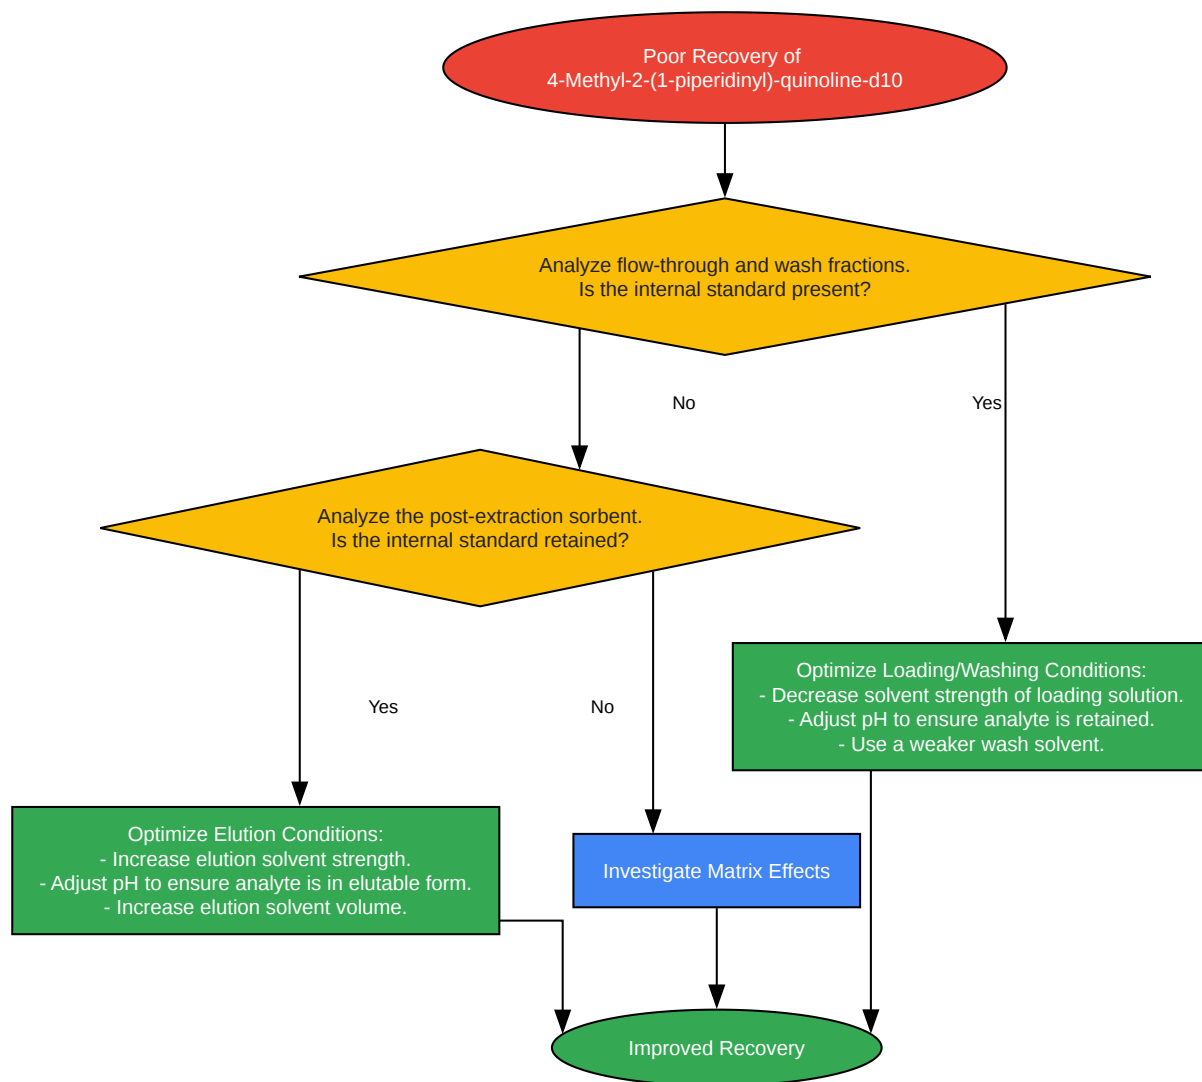 Poor Recovery of
4-Methyl-2-(1-piperidinyl)-quinoline-d10
Analyze flow-through and wash fractions.
Is the internal standard present?
No
Yes
Analyze the post-extraction sorbent.
Is the internal standard retained?
Optimize Loading/Washing Conditions:
- Decrease solvent strength of loading solution.
- Adjust pH to ensure analyte is retained.
- Use a weaker wash solvent.
Yes
No
Optimize Elution Conditions:
- Increase elution solvent strength.
- Adjust pH to ensure analyte is in elutable form.
- Increase elution solvent volume.
Investigate Matrix Effects
Improved Recovery